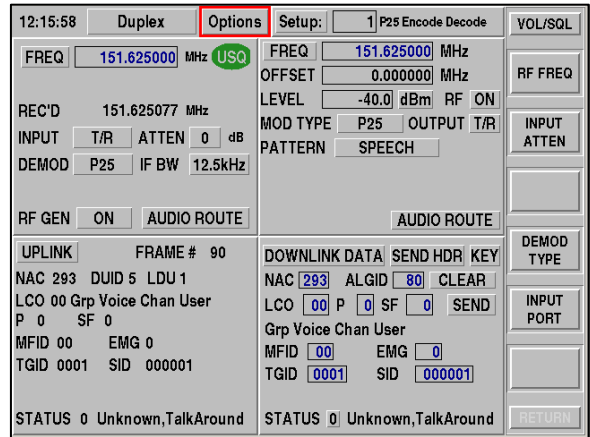 12:15:58 Duplex Options Setup: 1 P25 Encode Decode
FREQ 151.625000 MHz USQ
REC'D 151.625077 MHz
INPUT T/R ATTEN 0 dB
DEMOD P25 IF BW 12.5kHz
RF GEN ON AUDIO ROUTE
FREQ 151.625000 MHz
OFFSET 0.000000 MHz
LEVEL -40.0 dBm RF ON
MOD TYPE P25 OUTPUT T/R
PATTERN SPEECH
AUDIO ROUTE
UPLINK FRAME # 90
NAC 293 DUID 5 LDU 1
LCO 00 Grp Voice Chan User
P 0 SF 0
MFID 00 EMG 0
TGID 0001 SID 000001
STATUS 0 Unknown,TalkAround
DOWNLINK DATA SEND HDR KEY
NAC 293 ALGID 80 CLEAR
LCO 00 P 0 SF 0 SEND
Grp Voice Chan User
MFID 00 EMG 0
TGID 0001 SID 000001
STATUS 0 Unknown,TalkAround
VOL/SQL
RF FREQ
INPUT
ATTEN
DEMOD
TYPE
INPUT
PORT
RETURN